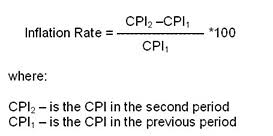 CPI₂ –CPI₁
Inflation Rate = *100
CPI₁
where:
CPI₂ – is the CPI in the second period
CPI₁ – is the CPI in the previous period